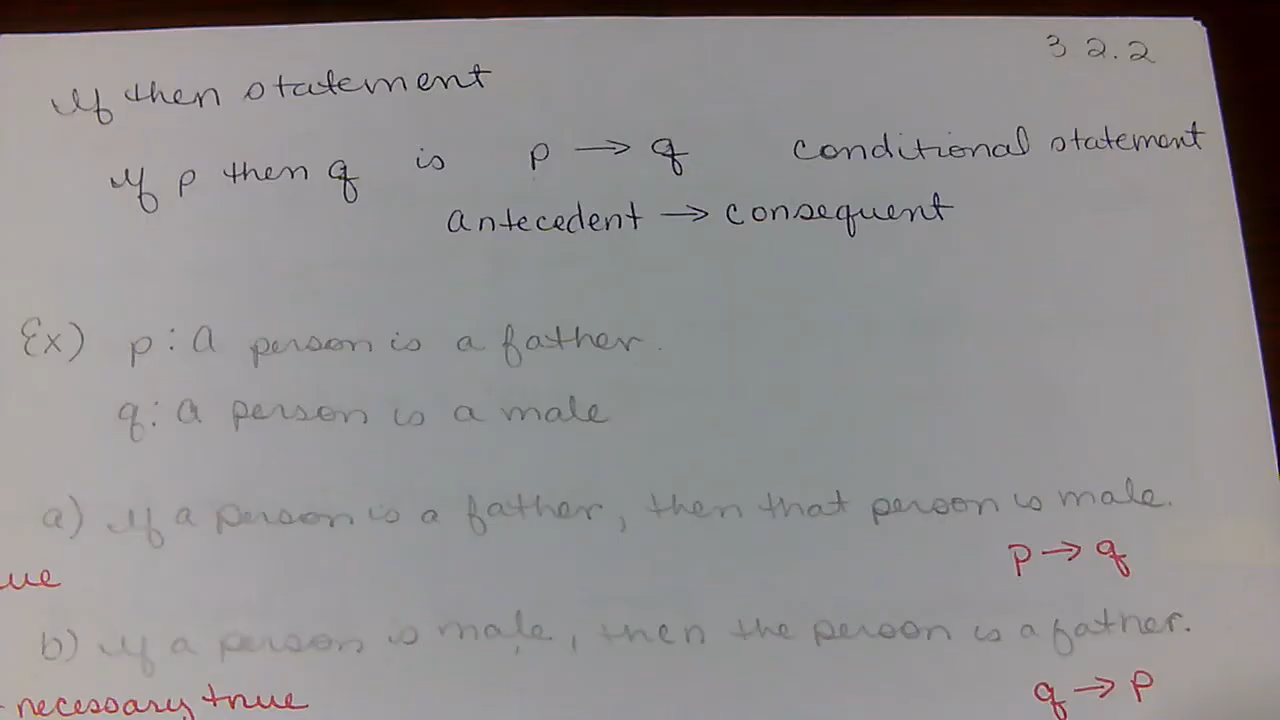 3 2.2
If then statement
If p then q is p → q conditional statement
antecedent → consequent
Ex) p: A person is a father.
q: A person is a male
a) If a person is a father, then that person is male.
p → q
ue
b) If a person is male, then the person is a father.
q → p
necessary true